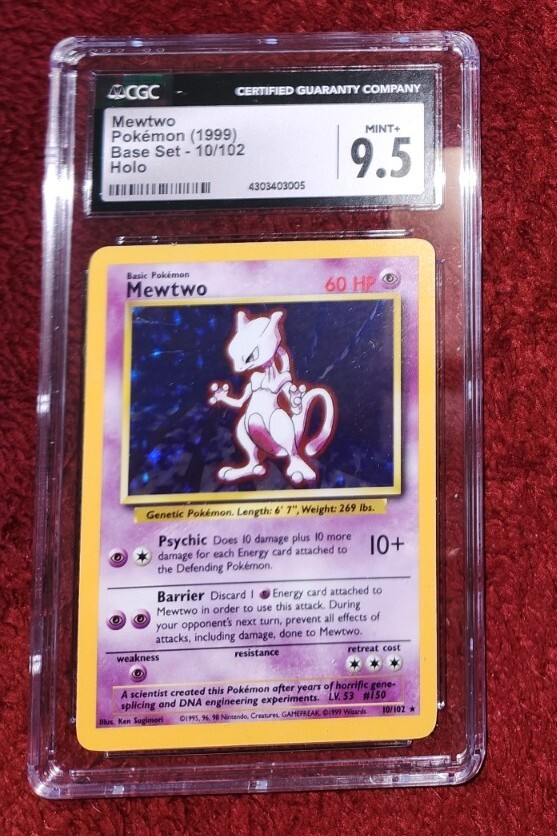 CGC
CERTIFIED GUARANTY COMPANY
Mewtwo
Pokémon (1999)
Base Set - 10/102
Holo
MINT+
9.5
4303403005
Basic Pokémon
Mewtwo
60 HP
Genetic Pokémon. Length: 6' 7", Weight: 269 lbs.
Psychic Does 10 damage plus 10 more
damage for each Energy card attached to
the Defending Pokémon.
10+
Barrier Discard 1 Energy card attached to
Mewtwo in order to use this attack. During
your opponent's next turn, prevent all effects of
attacks, including damage, done to Mewtwo.
weakness
resistance
retreat cost
A scientist created this Pokémon after years of horrific gene-
splicing and DNA engineering experiments. LV. 53 #150
Illus. Ken Sugimori
©1995, 96, 98 Nintendo, Creatures, GAMEFREAK. ©1999 Wizards.
10/102 ★